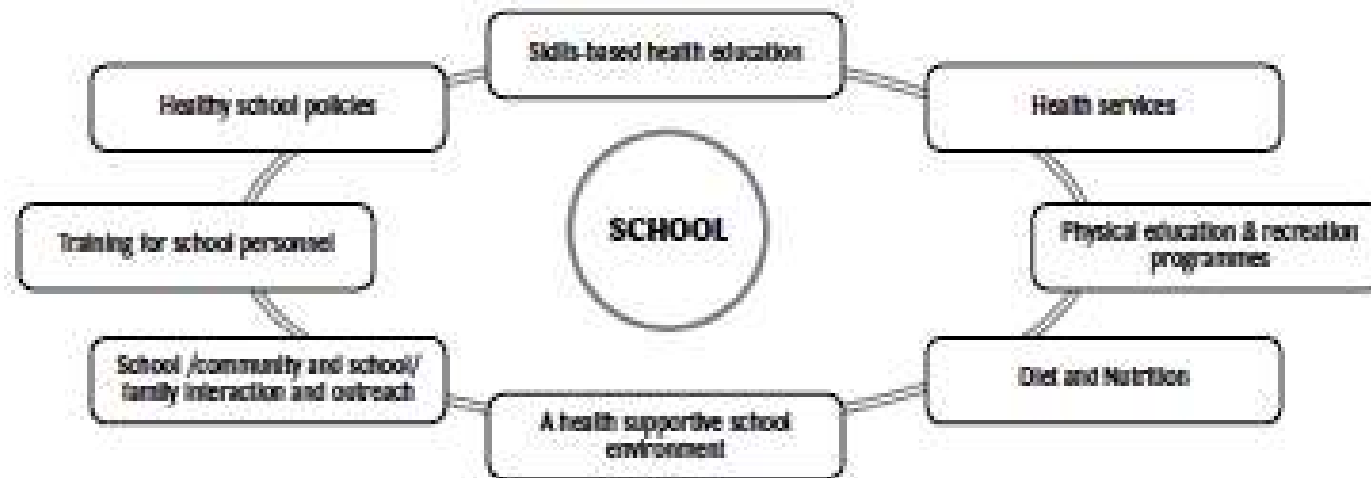 Skills-based health education
Healthy school policies
Health services
SCHOOL
Training for school personnel
Physical education & recreation
programmes
School /community and school/
family interaction and outreach
Diet and Nutrition
A health supportive school
environment